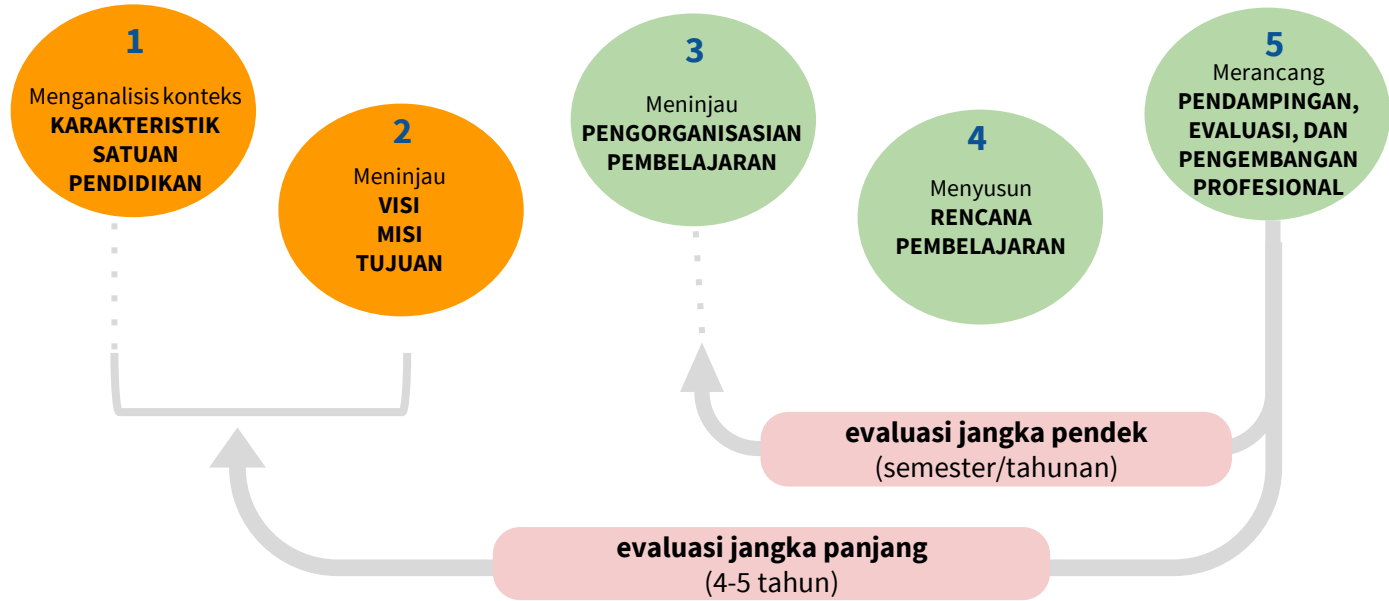 1
Menganalisis konteks
KARAKTERISTIK
SATUAN
PENDIDIKAN
2
Meninjau
VISI
MISI
TUJUAN
3
Meninjau
PENGORGANISASIAN
PEMBELAJARAN
4
Menyusun
RENCANA
PEMBELAJARAN
5
Merancang
PENDAMPINGAN,
EVALUASI, DAN
PENGEMBANGAN
PROFESIONAL
evaluasi jangka pendek
(semester/tahunan)
evaluasi jangka panjang
(4-5 tahun)